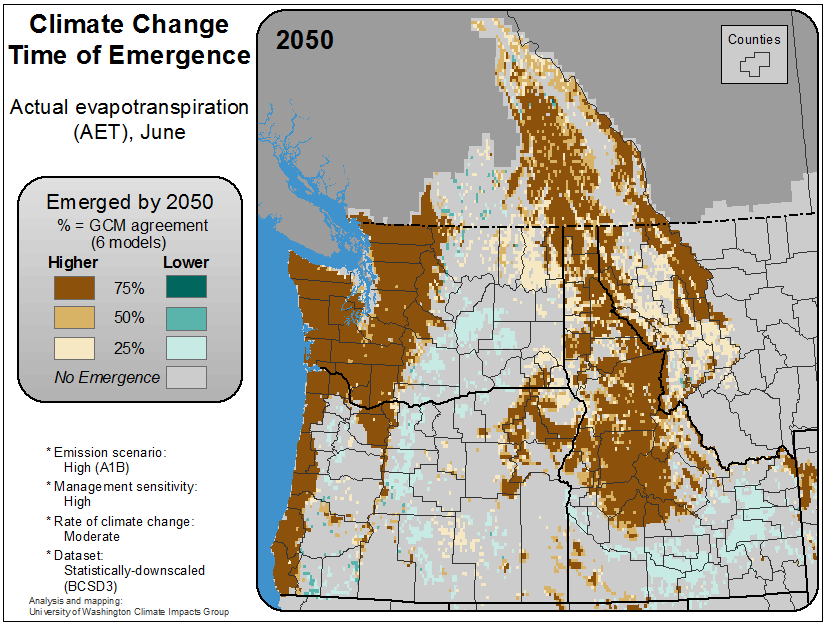 Climate Change
Time of Emergence
Actual evapotranspiration
(AET), June
Emerged by 2050
% = GCM agreement
(6 models)
Higher Lower
75%
50%
25%
No Emergence
* Emission scenario:
High (A1B)
* Management sensitivity:
High
* Rate of climate change:
Moderate
* Dataset:
Statistically-downscaled
(BCSD3)
Analysis and mapping:
University of Washington Climate Impacts Group
2050
Counties